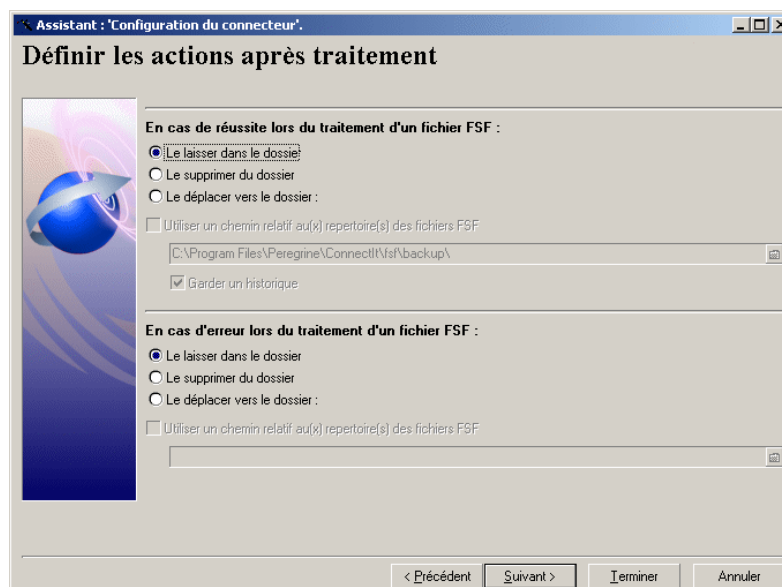 Assistant : 'Configuration du connecteur'.
Définir les actions après traitement
En cas de réussite lors du traitement d'un fichier FSF :
Le laisser dans le dossier
Le supprimer du dossier
Le déplacer vers le dossier :
Utiliser un chemin relatif au(x) repertoire(s) des fichiers FSF
C:\Program Files\Peregrine\ConnectIt\fsf\backup\
Garder un historique
En cas d'erreur lors du traitement d'un fichier FSF :
Le laisser dans le dossier
Le supprimer du dossier
Le déplacer vers le dossier :
Utiliser un chemin relatif au(x) repertoire(s) des fichiers FSF
< Précédent Suivant > Terminer Annuler